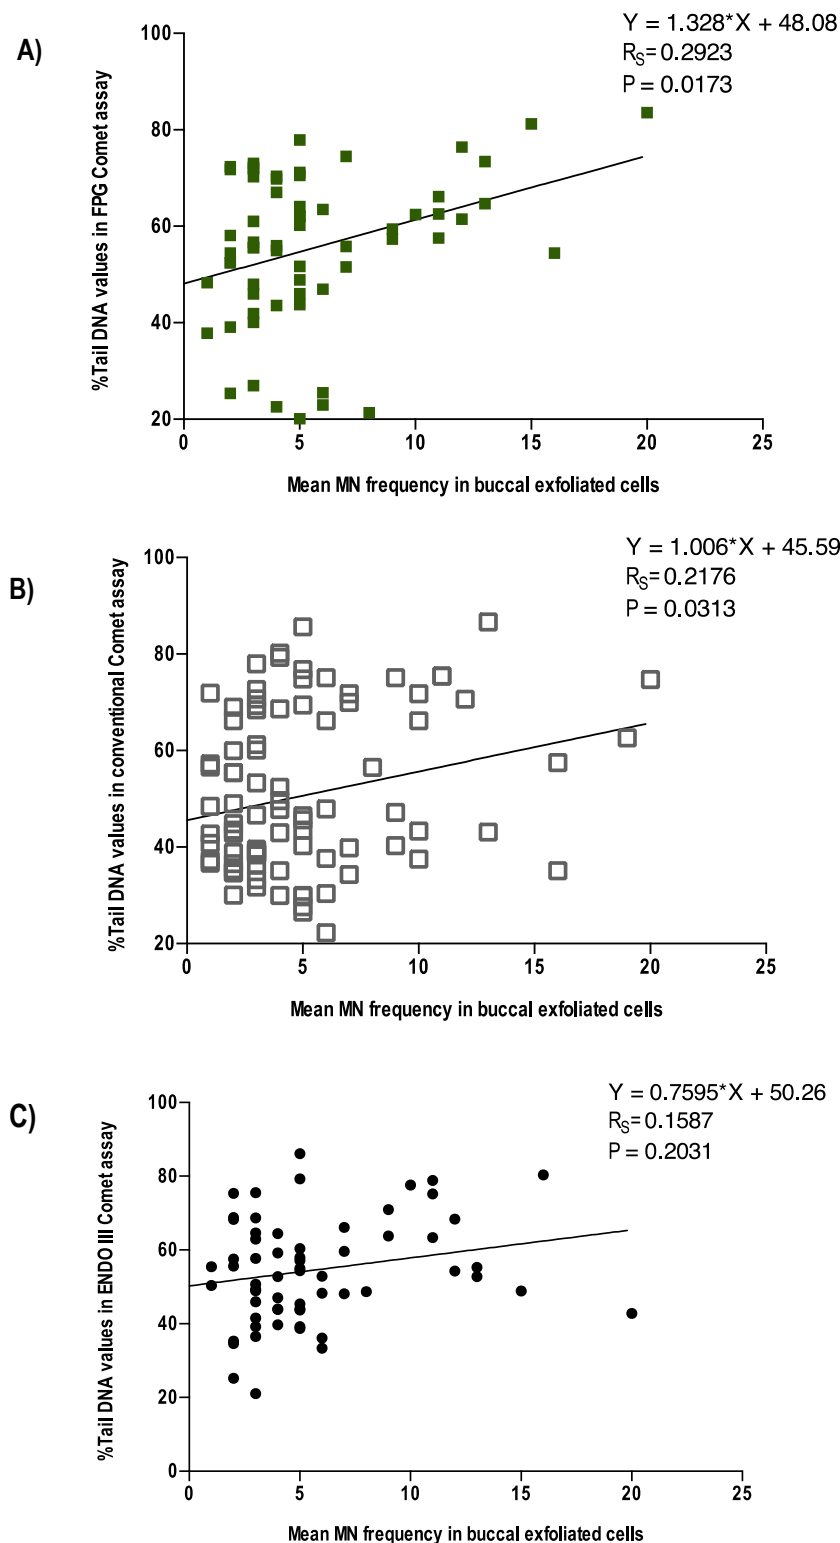 A)
Y = 1.328*X + 48.08
RS=0.2923
P = 0.0173
%Tail DNA values in FPG Comet assay
100
80
60
40
20
0 5 10 15 20 25
Mean MN frequency in buccal exfoliated cells
B)
Y = 1.006*X + 45.59
RS=0.2176
P = 0.0313
%Tail DNA values in conventional Comet assay
100
80
60
40
20
0 5 10 15 20 25
Mean MN frequency in buccal exfoliated cells
C)
Y = 0.7595*X + 50.26
RS=0.1587
P = 0.2031
%Tail DNA values in ENDO III Comet assay
100
80
60
40
20
0
0 5 10 15 20 25
Mean MN frequency in buccal exfoliated cells